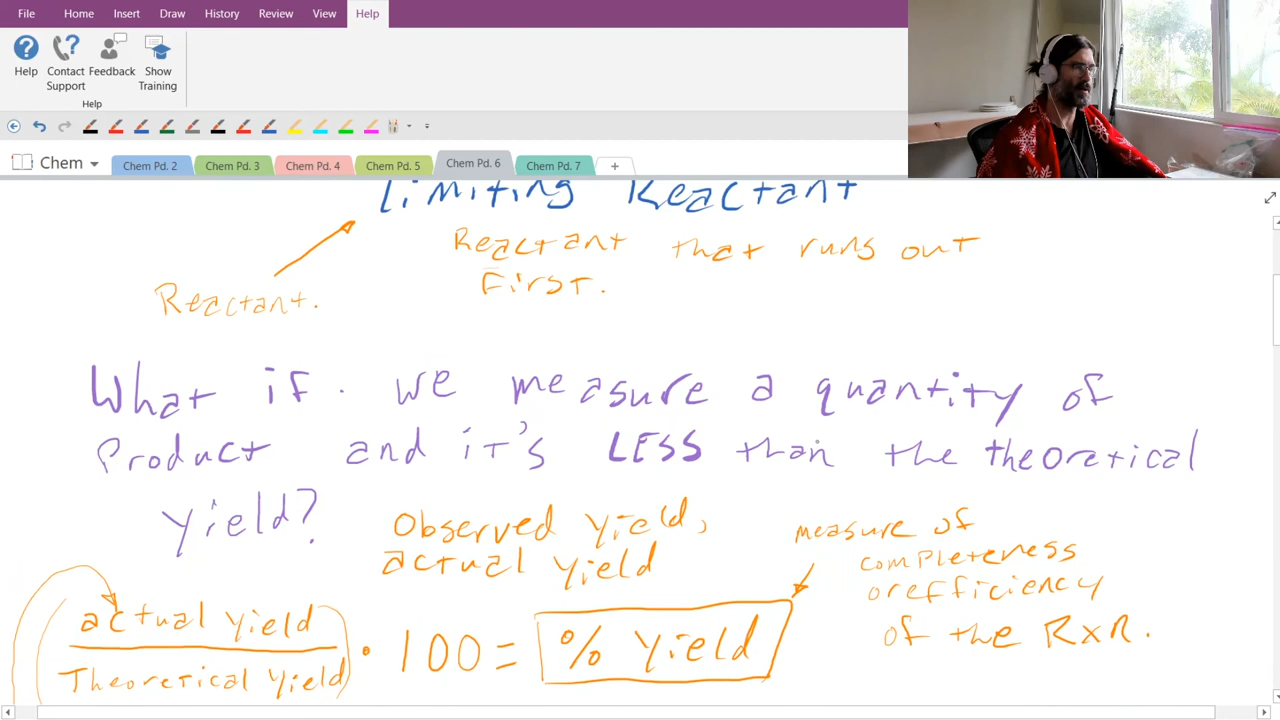 File Home Insert Draw History Review View Help
Help Contact Support Feedback Show Training
Help
Chem Chem Pd. 2 Chem Pd. 3 Chem Pd. 4 Chem Pd. 5 Chem Pd. 6 Chem Pd. 7 +
Limiting Reactant
Reactant that runs out
First.
Reactant.
What if. we measure a quantity of
Product and it's LESS than the theoretical
yield?
Observed yield,
actual yield
measure of
completeness
or efficiency
of the RXR.
actual yield
Theoretical yield
• 100 = % yield